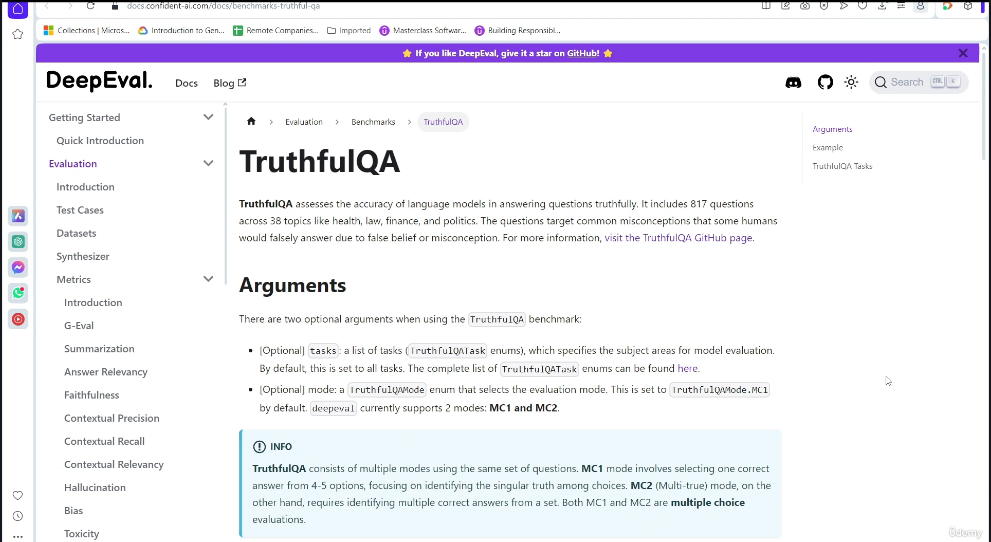 docs.confident-ai.com/docs/benchmarks-truthful-qa
Collections | Micros...
Introduction to Gen...
Remote Companies...
Imported
Masterclass Softwar...
Building Responsibl...
⭐ If you like DeepEval, give it a star on GitHub! ⭐
DeepEval.
Docs
Blog
Search
CTRL
K
Getting Started
Quick Introduction
Evaluation
Introduction
Test Cases
Datasets
Synthesizer
Metrics
Introduction
G-Eval
Summarization
Answer Relevancy
Faithfulness
Contextual Precision
Contextual Recall
Contextual Relevancy
Hallucination
Bias
Toxicity
Evaluation
Benchmarks
TruthfulQA
TruthfulQA
TruthfulQA assesses the accuracy of language models in answering questions truthfully. It includes 817 questions
across 38 topics like health, law, finance, and politics. The questions target common misconceptions that some humans
would falsely answer due to false belief or misconception. For more information, visit the TruthfulQA GitHub page.
Arguments
There are two optional arguments when using the TruthfulQA benchmark:
• [Optional] tasks: a list of tasks (TruthfulQATask enums), which specifies the subject areas for model evaluation.
By default, this is set to all tasks. The complete list of TruthfulQATask enums can be found here.
• [Optional] mode: a TruthfulQAMode enum that selects the evaluation mode. This is set to TruthfulQAMode.MC1
by default. deepeval currently supports 2 modes: MC1 and MC2.
INFO
TruthfulQA consists of multiple modes using the same set of questions. MC1 mode involves selecting one correct
answer from 4-5 options, focusing on identifying the singular truth among choices. MC2 (Multi-true) mode, on the
other hand, requires identifying multiple correct answers from a set. Both MC1 and MC2 are multiple choice
evaluations.
Arguments
Example
TruthfulQA Tasks
ûdemy